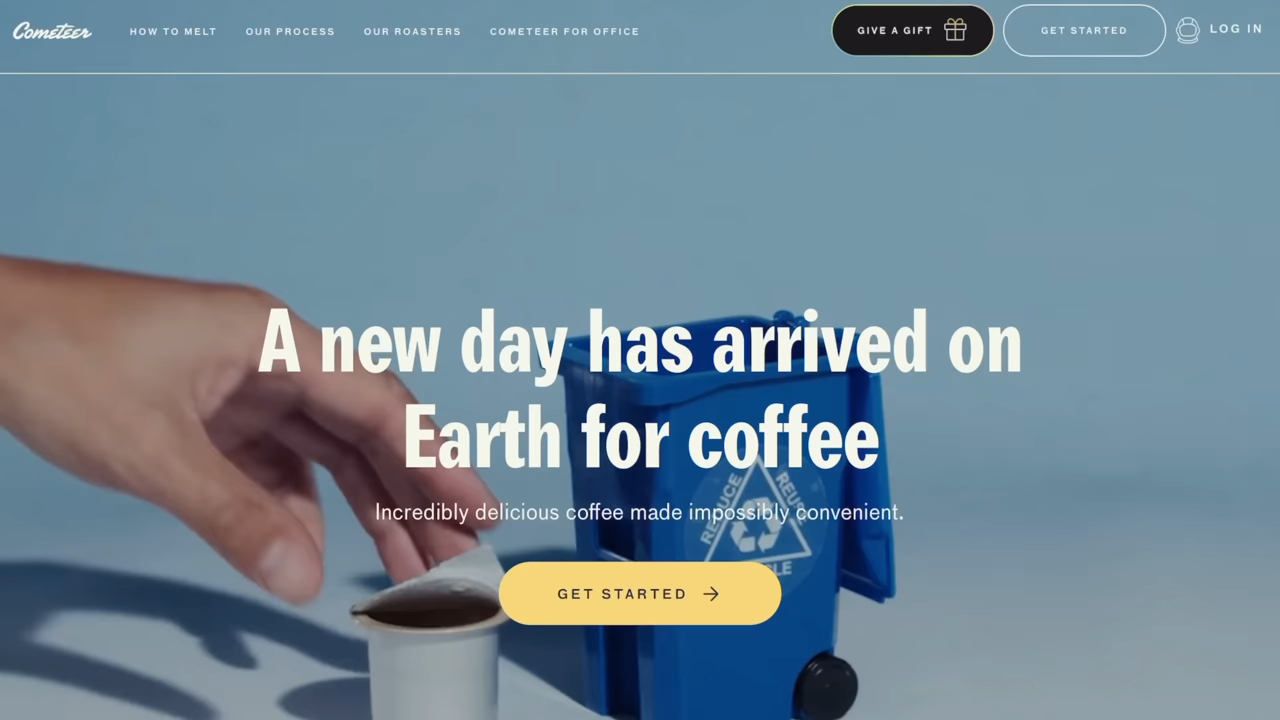 Cometeer
HOW TO MELT
OUR PROCESS
OUR ROASTERS
COMETEER FOR OFFICE
GIVE A GIFT
GET STARTED
LOG IN
A new day has arrived on
Earth for coffee
REDUCE REUSE
Incredibly delicious coffee made impossibly convenient.
GET STARTED